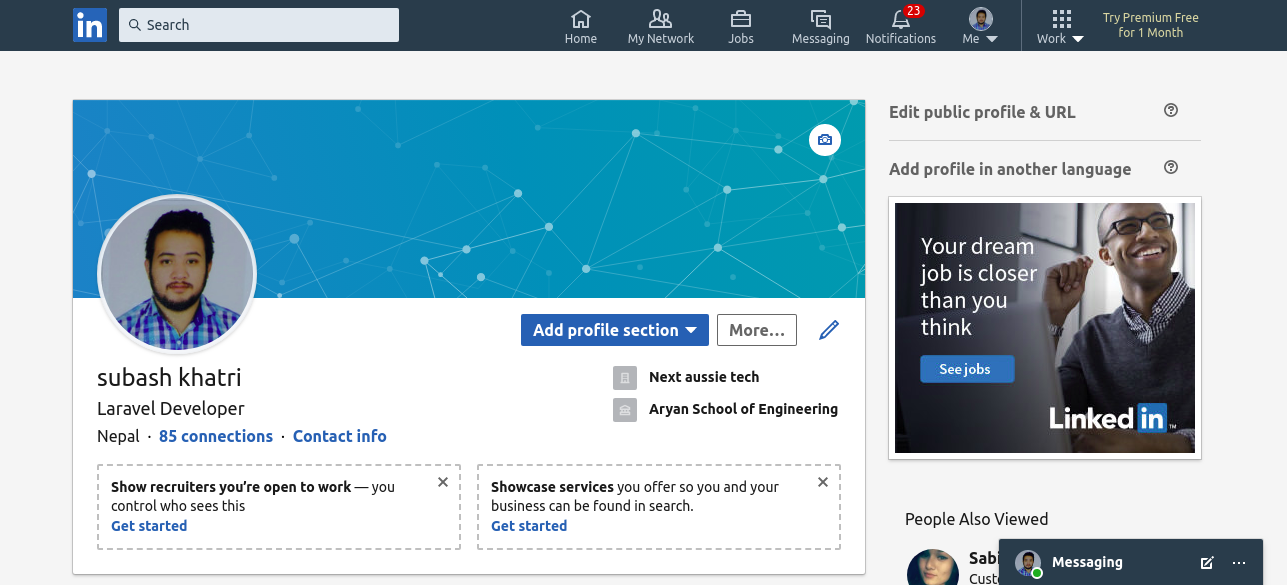 in
Search
Home
My Network
Jobs
Messaging
23
Notifications
Me
Work
Try Premium Free
for 1 Month
Add profile section
More...
subash khatri
Laravel Developer
Nepal · 85 connections · Contact info
Next aussie tech
Aryan School of Engineering
Show recruiters you're open to work — you
control who sees this
Get started
Showcase services you offer so you and your
business can be found in search.
Get started
Edit public profile & URL
Add profile in another language
Your dream
job is closer
than you
think
See jobs
Linked in ™
People Also Viewed
Messaging